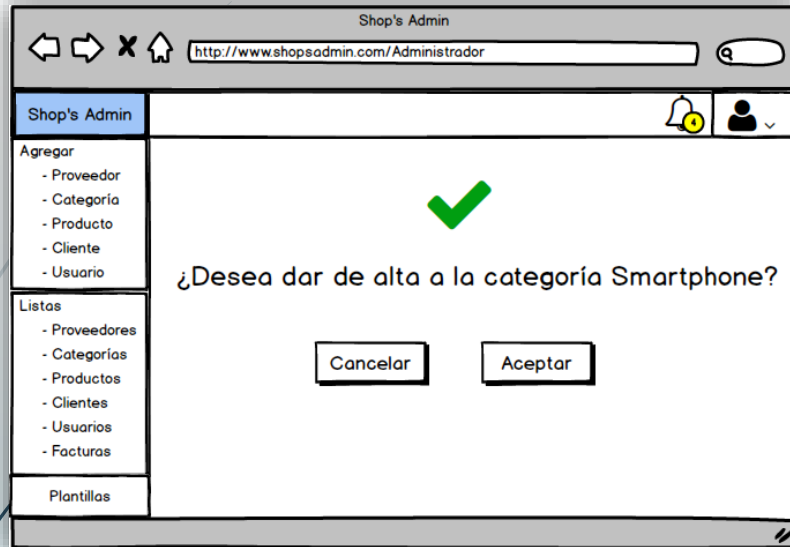 Shop's Admin
http://www.shopsadmin.com/Administrador
Shop's Admin
4
Agregar
- Proveedor
- Categoría
- Producto
- Cliente
- Usuario
Listas
- Proveedores
- Categorías
- Productos
- Clientes
- Usuarios
- Facturas
Plantillas
¿Desea dar de alta a la categoría Smartphone?
Cancelar
Aceptar